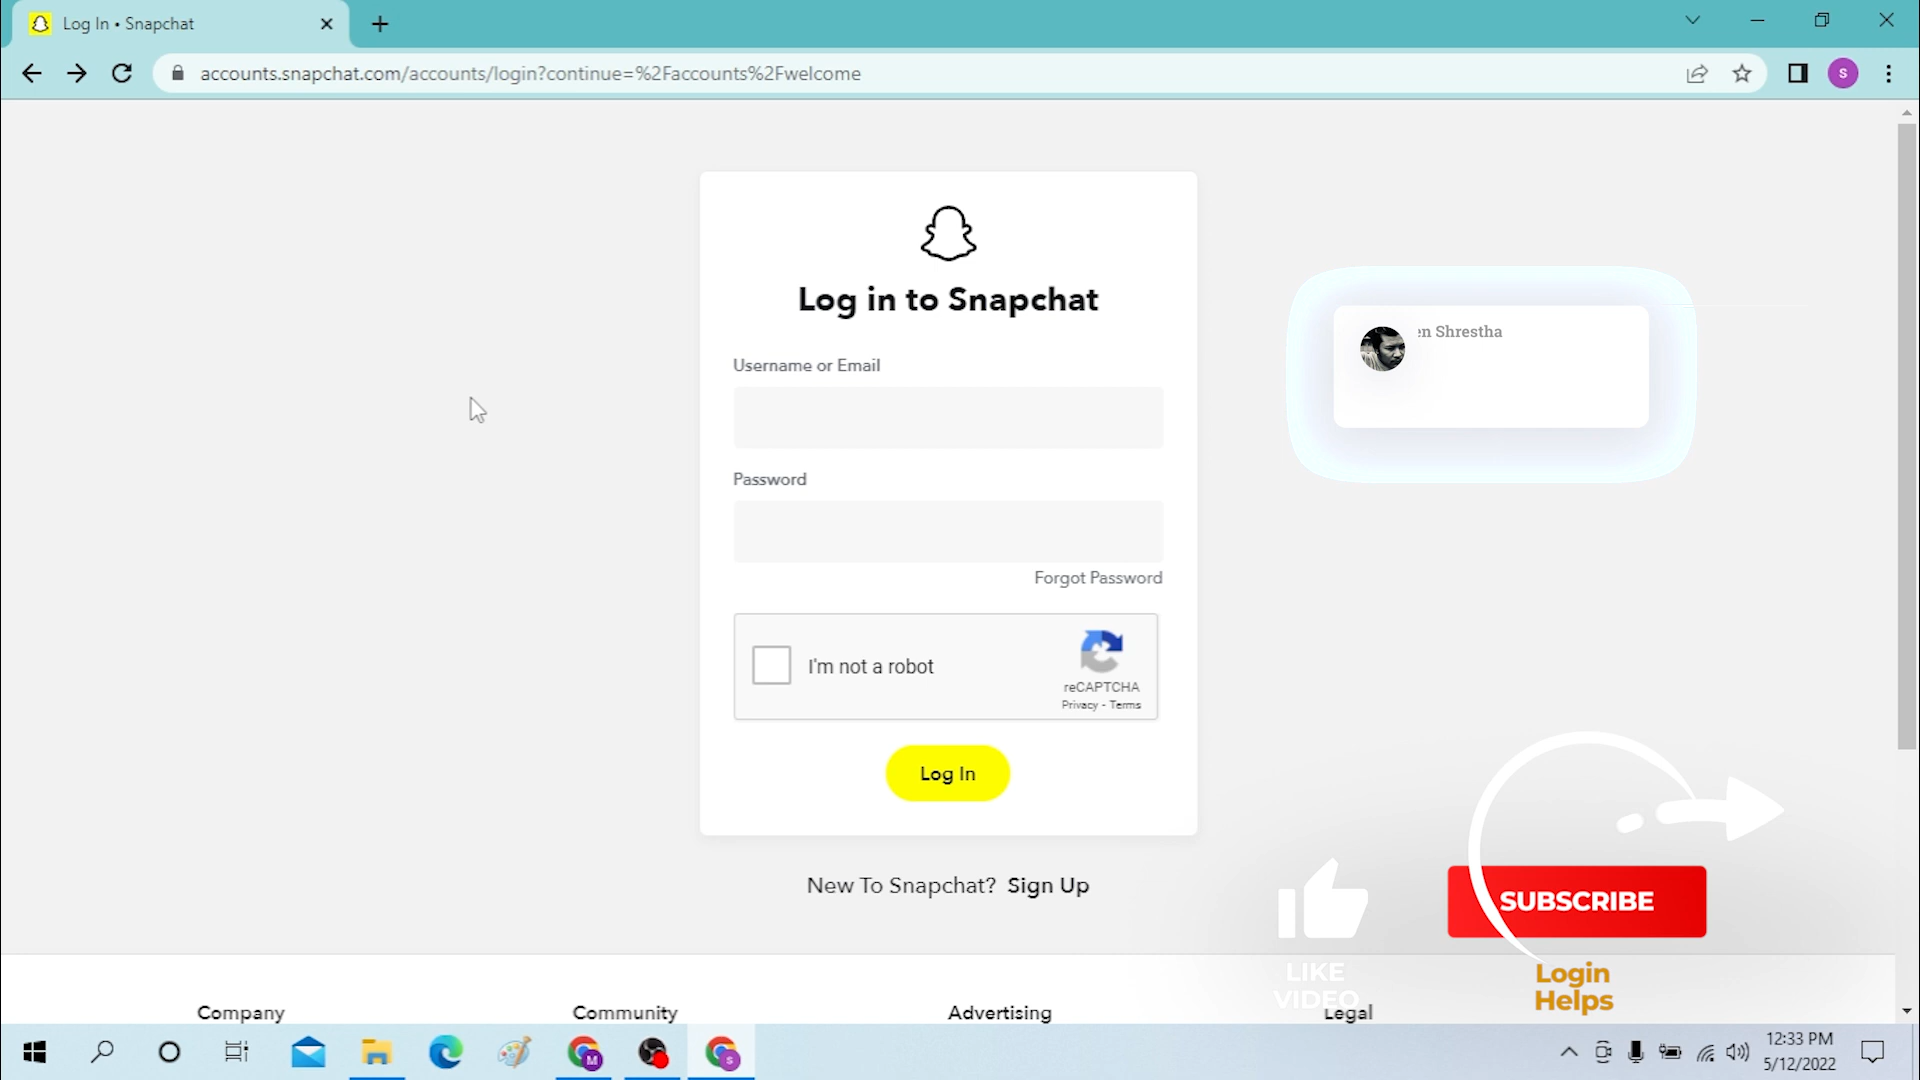 Log In • Snapchat
accounts.snapchat.com/accounts/login?continue=%2Faccounts%2Fwelcome
S
Log in to Snapchat
Username or Email
en Shrestha
Password
Forgot Password
I'm not a robot
reCAPTCHA
Privacy - Terms
Log In
New To Snapchat? Sign Up
SUBSCRIBE
LIKE
VIDEO
Login
Helps
Company
Community
Advertising
Legal
M
S
12:33 PM
5/12/2022